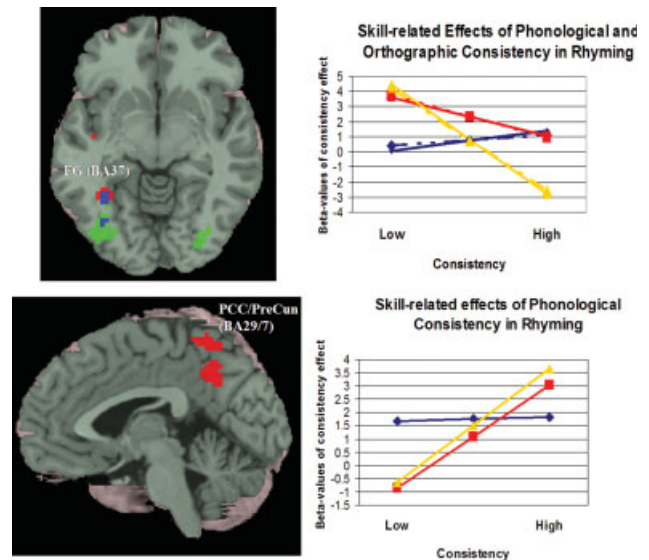 FG (BA37)
Skill-related Effects of Phonological and
Orthographic Consistency in Rhyming
Beta-values of consistency effect
5
4
3
2
1
0
-1
-2
-3
-4
Low
High
Consistency
PCC/PreCun
(BA29/7)
Skill-related effects of Phonological
Consistency in Rhyming
Beta-values of consistency effect
4
3.5
3
2.5
2
1.5
1
0.5
0
-0.5
-1
-1.5
Low
High
Consistency